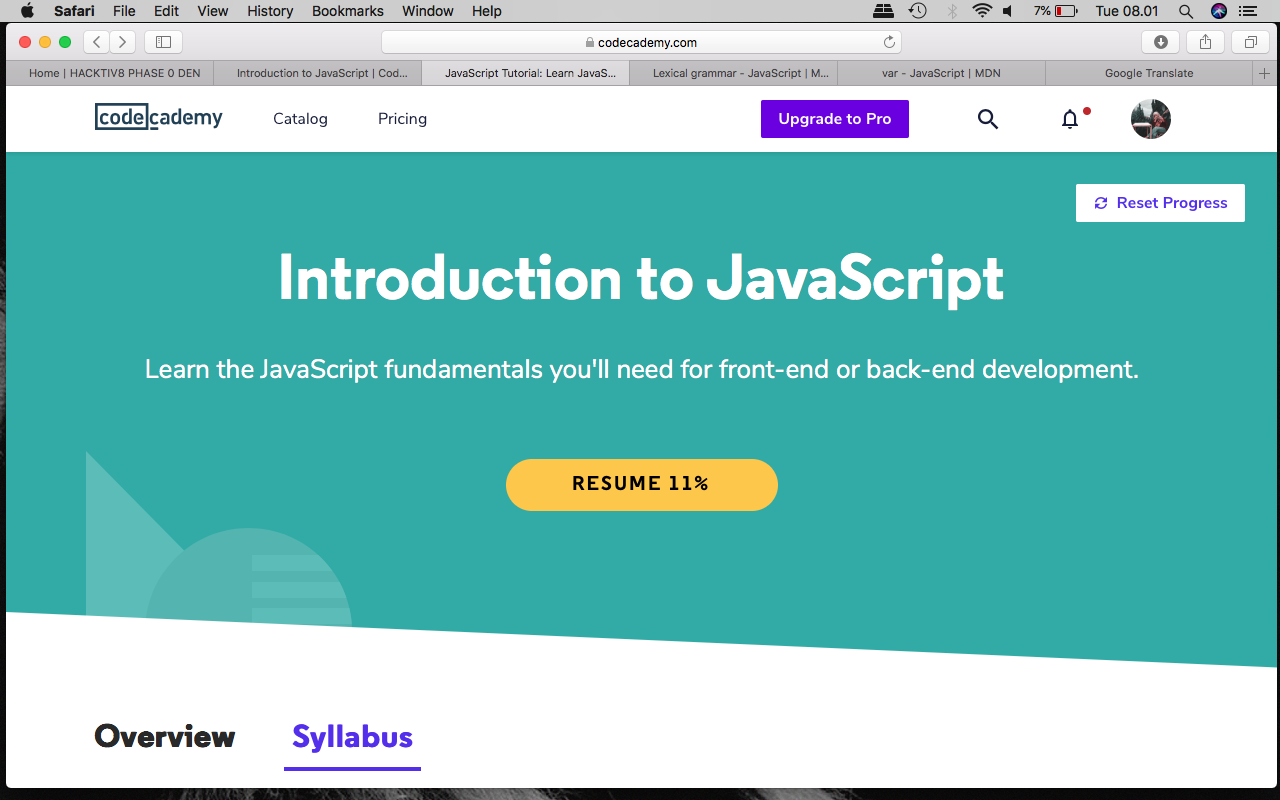 Safari File Edit View History Bookmarks Window Help 7% Tue 08.01
codecademy.com
Home | HACKTIV8 PHASE 0 DEN
Introduction to JavaScript | Cod...
JavaScript Tutorial: Learn JavaS...
Lexical grammar - JavaScript | M...
var - JavaScript | MDN
Google Translate
codecademy Catalog Pricing Upgrade to Pro
Reset Progress
Introduction to JavaScript
Learn the JavaScript fundamentals you'll need for front-end or back-end development.
RESUME 11%
Overview Syllabus